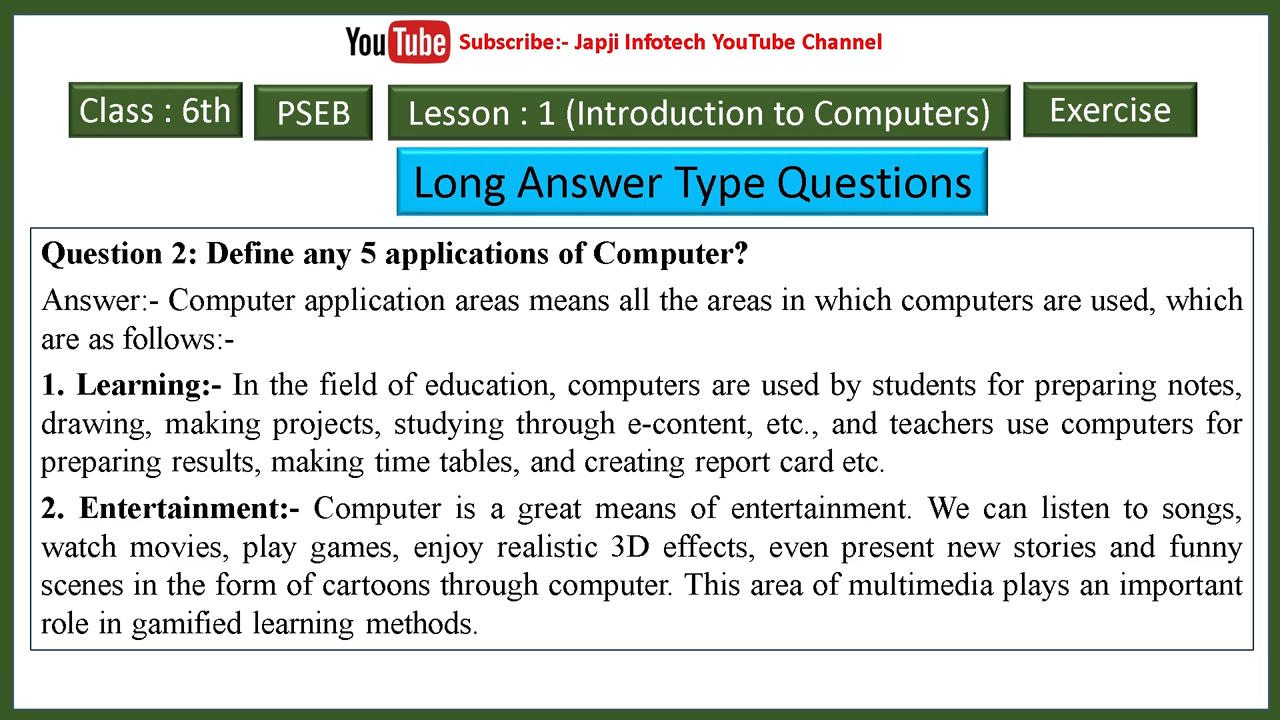 YouTube Subscribe:- Japji Infotech YouTube Channel
Class : 6th PSEB Lesson : 1 (Introduction to Computers) Exercise
Long Answer Type Questions
Question 2: Define any 5 applications of Computer?
Answer:- Computer application areas means all the areas in which computers are used, which
are as follows:-
1. Learning:- In the field of education, computers are used by students for preparing notes,
drawing, making projects, studying through e-content, etc., and teachers use computers for
preparing results, making time tables, and creating report card etc.
2. Entertainment:- Computer is a great means of entertainment. We can listen to songs,
watch movies, play games, enjoy realistic 3D effects, even present new stories and funny
scenes in the form of cartoons through computer. This area of multimedia plays an important
role in gamified learning methods.